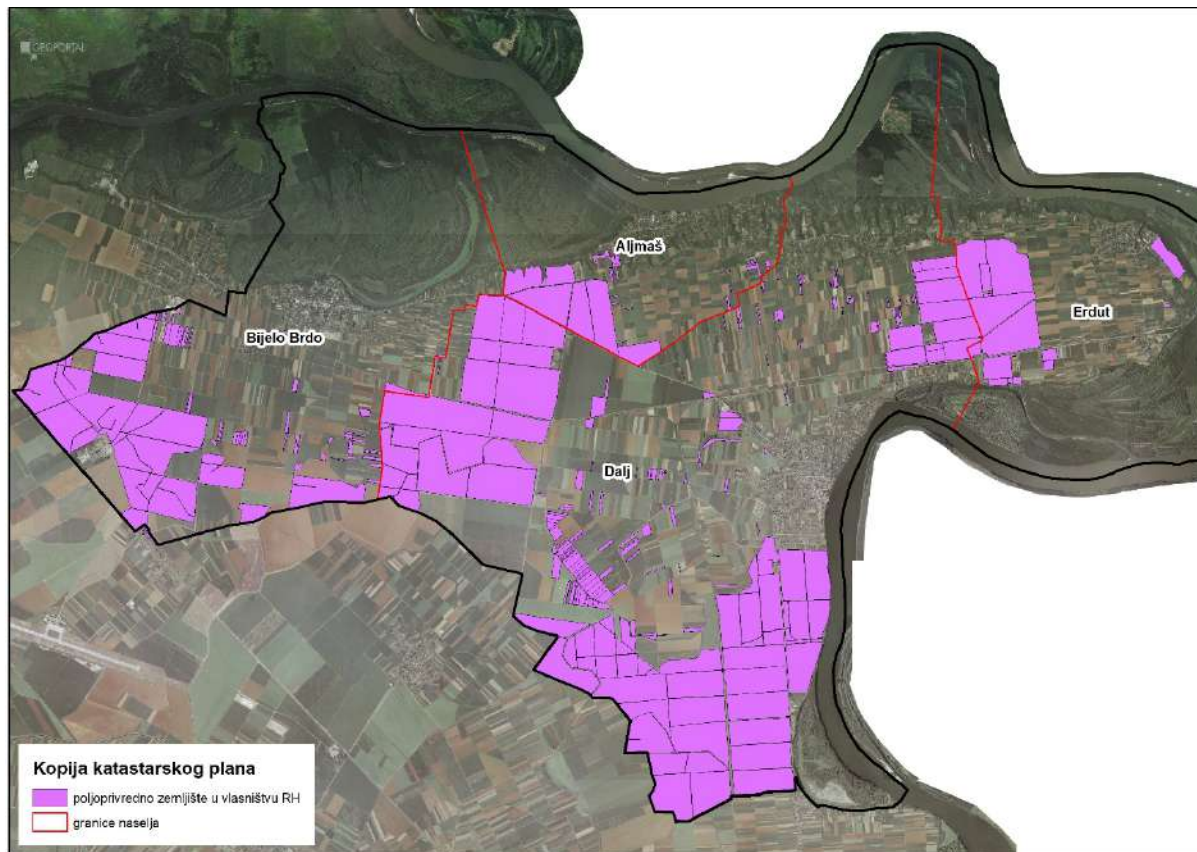 GEOPORTAL
Aljmaš
Bijelo Brdo
Erdut
Dalj
Kopija katastarskog plana
poljoprivredno zemljište u vlasništvu RH
granice naselja